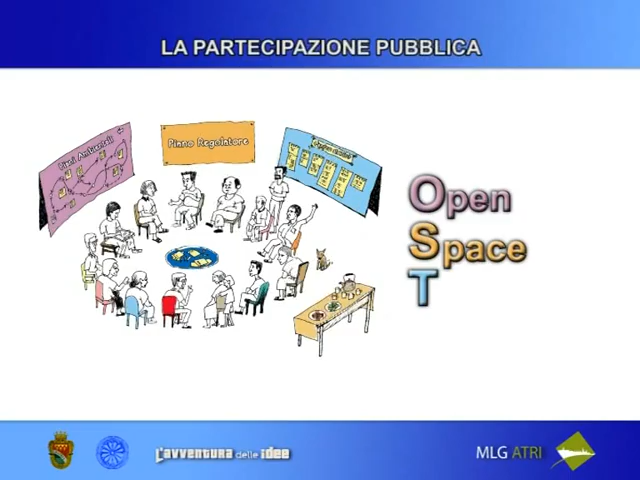 LA PARTECIPAZIONE PUBBLICA
Piano Regolatore
Open
Space
T
L'avventura delle idee
MLG ATRI